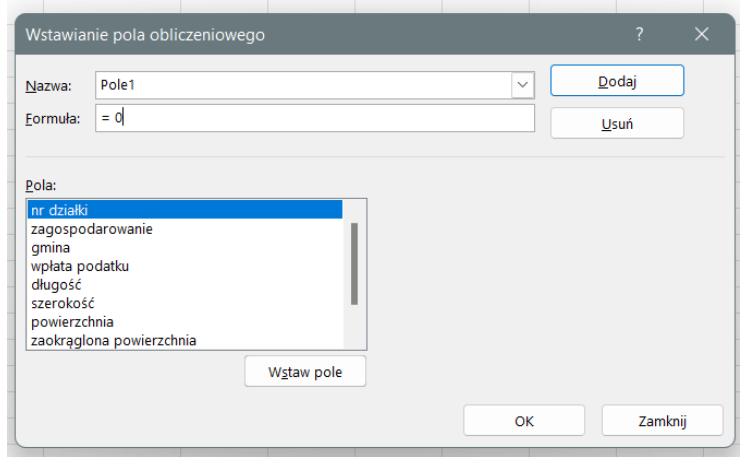 Wstawianie pola obliczeniowego
Nazwa: Pole1 Dodaj
Formuła: = 0 Usuń
Pola:
nr działki
zagospodarowanie
gmina
wpłata podatku
długość
szerokość
powierzchnia
zaokrąglona powierzchnia
Wstaw pole
OK Zamknij